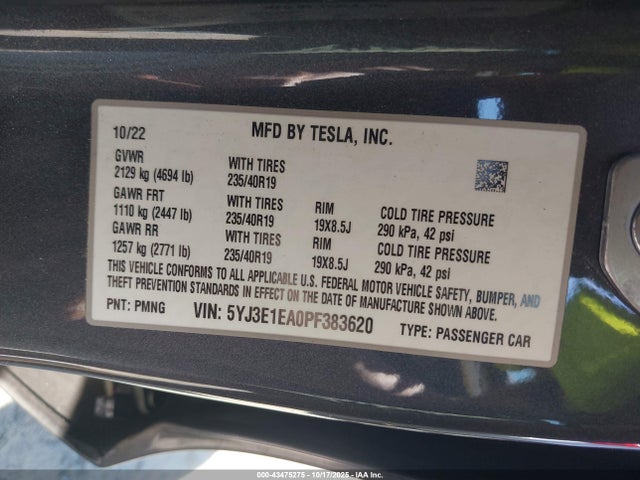 10/22 MFD BY TESLA, INC.
GVWR WITH TIRES
2129 kg (4694 lb) 235/40R19
GAWR FRT WITH TIRES RIM COLD TIRE PRESSURE
1110 kg (2447 lb) 235/40R19 19X8.5J 290 kPa, 42 psi
GAWR RR WITH TIRES RIM COLD TIRE PRESSURE
1257 kg (2771 lb) 235/40R19 19X8.5J 290 kPa, 42 psi
THIS VEHICLE CONFORMS TO ALL APPLICABLE U.S. FEDERAL MOTOR VEHICLE SAFETY, BUMPER, AND
THEFT PREVENTION STANDARDS IN EFFECT ON THE DATE OF MANUFACTURE SHOWN ABOVE.
PNT: PMNG VIN: 5YJ3E1EA0PF383620 TYPE: PASSENGER CAR
000-43475275 - 10/17/2025 - IAA Inc.